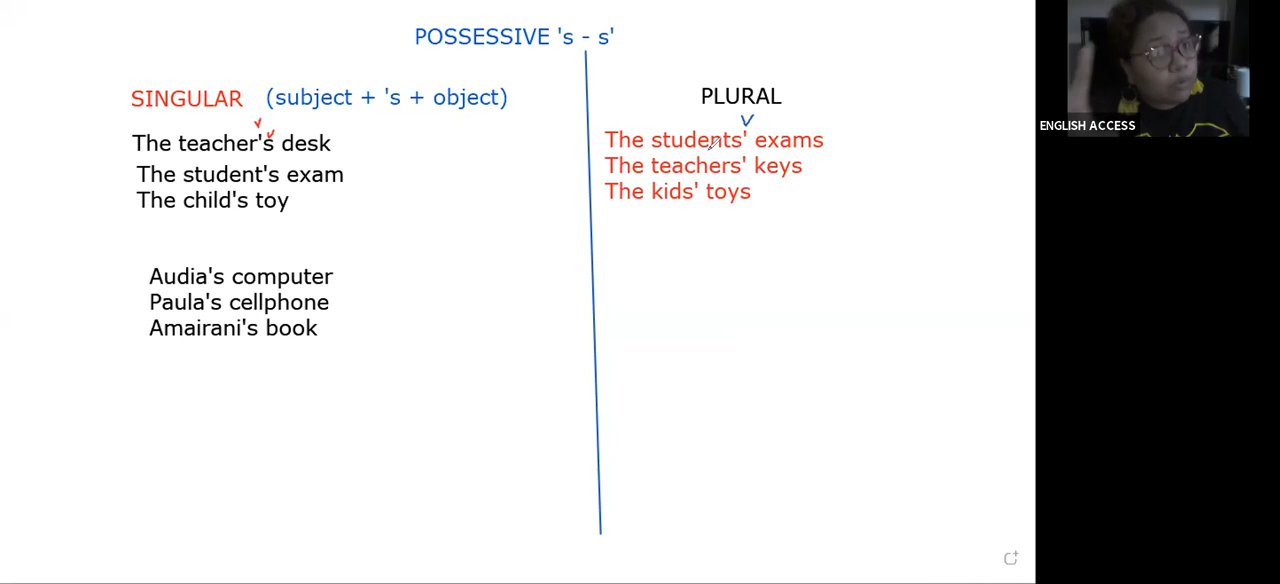 POSSESSIVE 's - s'
SINGULAR (subject + 's + object)
The teacher's desk
The student's exam
The child's toy
Audia's computer
Paula's cellphone
Amairani's book
PLURAL
The students' exams
The teachers' keys
The kids' toys
ENGLISH ACCESS